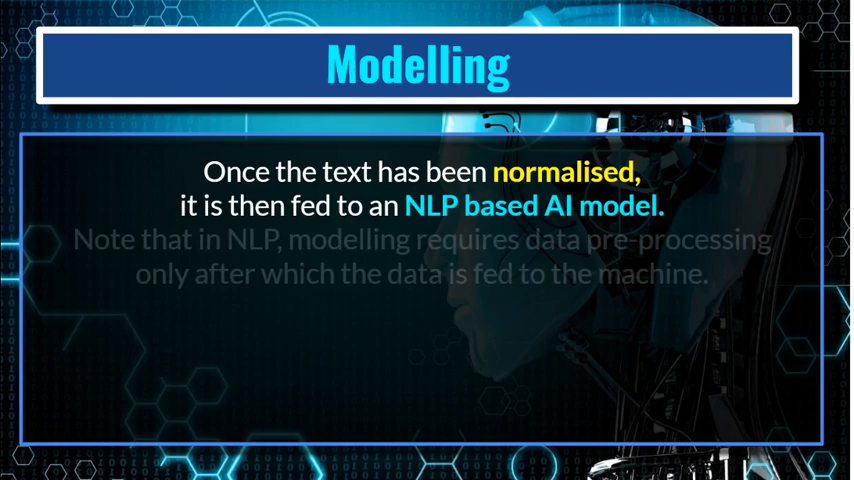 Modelling
Once the text has been normalised,
it is then fed to an NLP based AI model.
Note that in NLP, modelling requires data pre-processing
only after which the data is fed to the machine.